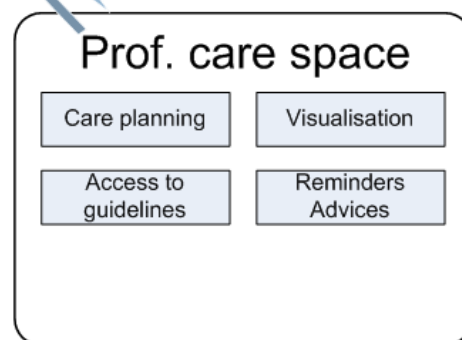 Prof. care space
Care planning
Visualisation
Access to
guidelines
Reminders
Advices